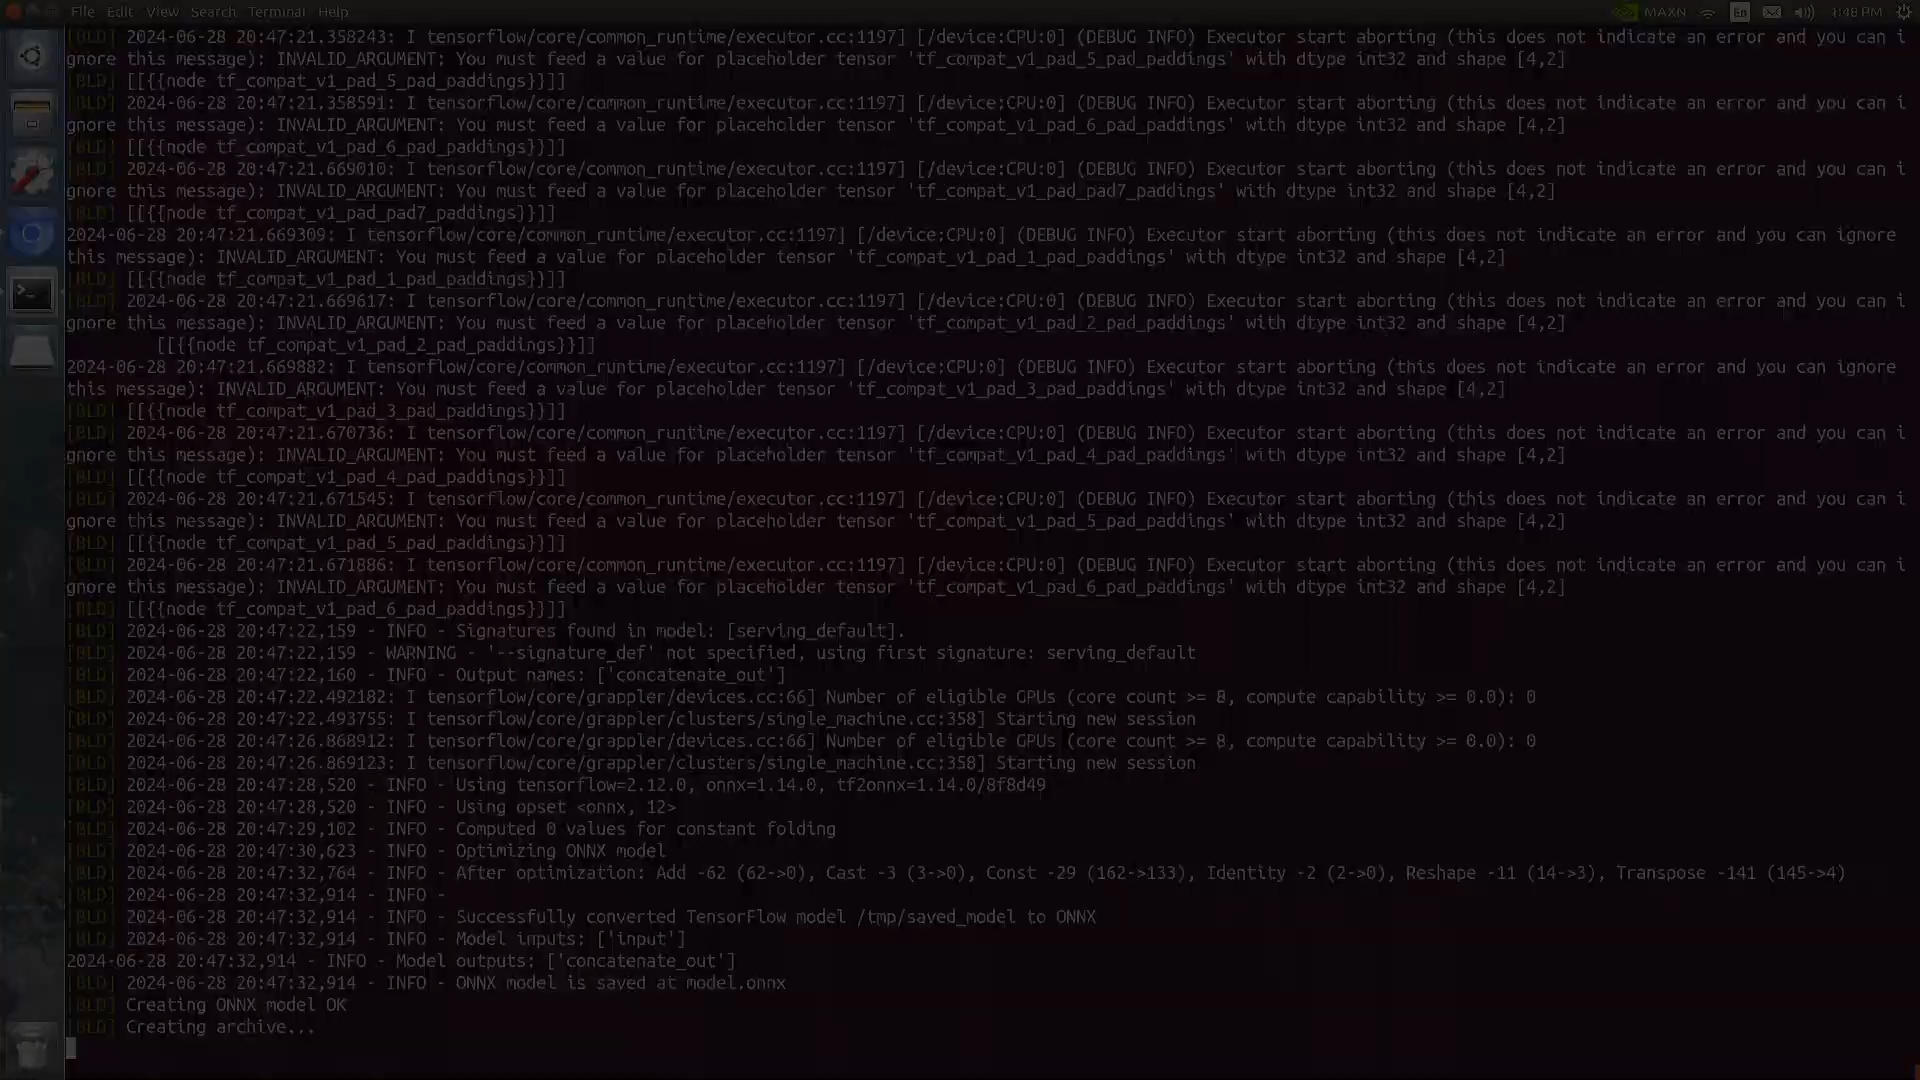 File Edit View Search Terminal Help
MAXN En 1:48 PM
[BLD] 2024-06-28 20:47:21.358243: I tensorflow/core/common_runtime/executor.cc:1197] [/device:CPU:0] (DEBUG INFO) Executor start aborting (this does not indicate an error and you can i
gnore this message): INVALID_ARGUMENT: You must feed a value for placeholder tensor 'tf_compat_v1_pad_5_pad_paddings' with dtype int32 and shape [4,2]
[BLD] [[{{node tf_compat_v1_pad_5_pad_paddings}}]]
[BLD] 2024-06-28 20:47:21.358591: I tensorflow/core/common_runtime/executor.cc:1197] [/device:CPU:0] (DEBUG INFO) Executor start aborting (this does not indicate an error and you can i
gnore this message): INVALID_ARGUMENT: You must feed a value for placeholder tensor 'tf_compat_v1_pad_6_pad_paddings' with dtype int32 and shape [4,2]
[BLD] [[{{node tf_compat_v1_pad_6_pad_paddings}}]]
[BLD] 2024-06-28 20:47:21.669010: I tensorflow/core/common_runtime/executor.cc:1197] [/device:CPU:0] (DEBUG INFO) Executor start aborting (this does not indicate an error and you can i
gnore this message): INVALID_ARGUMENT: You must feed a value for placeholder tensor 'tf_compat_v1_pad_pad7_paddings' with dtype int32 and shape [4,2]
[BLD] [[{{node tf_compat_v1_pad_pad7_paddings}}]]
2024-06-28 20:47:21.669309: I tensorflow/core/common_runtime/executor.cc:1197] [/device:CPU:0] (DEBUG INFO) Executor start aborting (this does not indicate an error and you can ignore
this message): INVALID_ARGUMENT: You must feed a value for placeholder tensor 'tf_compat_v1_pad_1_pad_paddings' with dtype int32 and shape [4,2]
[BLD] [[{{node tf_compat_v1_pad_1_pad_paddings}}]]
[BLD] 2024-06-28 20:47:21.669617: I tensorflow/core/common_runtime/executor.cc:1197] [/device:CPU:0] (DEBUG INFO) Executor start aborting (this does not indicate an error and you can i
gnore this message): INVALID_ARGUMENT: You must feed a value for placeholder tensor 'tf_compat_v1_pad_2_pad_paddings' with dtype int32 and shape [4,2]
[[{{node tf_compat_v1_pad_2_pad_paddings}}]]
2024-06-28 20:47:21.669882: I tensorflow/core/common_runtime/executor.cc:1197] [/device:CPU:0] (DEBUG INFO) Executor start aborting (this does not indicate an error and you can ignore
this message): INVALID_ARGUMENT: You must feed a value for placeholder tensor 'tf_compat_v1_pad_3_pad_paddings' with dtype int32 and shape [4,2]
[BLD] [[{{node tf_compat_v1_pad_3_pad_paddings}}]]
[BLD] 2024-06-28 20:47:21.670736: I tensorflow/core/common_runtime/executor.cc:1197] [/device:CPU:0] (DEBUG INFO) Executor start aborting (this does not indicate an error and you can i
gnore this message): INVALID_ARGUMENT: You must feed a value for placeholder tensor 'tf_compat_v1_pad_4_pad_paddings' with dtype int32 and shape [4,2]
[BLD] [[{{node tf_compat_v1_pad_4_pad_paddings}}]]
[BLD] 2024-06-28 20:47:21.671545: I tensorflow/core/common_runtime/executor.cc:1197] [/device:CPU:0] (DEBUG INFO) Executor start aborting (this does not indicate an error and you can i
gnore this message): INVALID_ARGUMENT: You must feed a value for placeholder tensor 'tf_compat_v1_pad_5_pad_paddings' with dtype int32 and shape [4,2]
[BLD] [[{{node tf_compat_v1_pad_5_pad_paddings}}]]
[BLD] 2024-06-28 20:47:21.671886: I tensorflow/core/common_runtime/executor.cc:1197] [/device:CPU:0] (DEBUG INFO) Executor start aborting (this does not indicate an error and you can i
gnore this message): INVALID_ARGUMENT: You must feed a value for placeholder tensor 'tf_compat_v1_pad_6_pad_paddings' with dtype int32 and shape [4,2]
[BLD] [[{{node tf_compat_v1_pad_6_pad_paddings}}]]
[BLD] 2024-06-28 20:47:22,159 - INFO - Signatures found in model: [serving_default].
[BLD] 2024-06-28 20:47:22,159 - WARNING - '--signature_def' not specified, using first signature: serving_default
[BLD] 2024-06-28 20:47:22,160 - INFO - Output names: ['concatenate_out']
[BLD] 2024-06-28 20:47:22.492182: I tensorflow/core/grappler/devices.cc:66] Number of eligible GPUs (core count >= 8, compute capability >= 0.0): 0
[BLD] 2024-06-28 20:47:22.493755: I tensorflow/core/grappler/clusters/single_machine.cc:358] Starting new session
[BLD] 2024-06-28 20:47:26.868912: I tensorflow/core/grappler/devices.cc:66] Number of eligible GPUs (core count >= 8, compute capability >= 0.0): 0
[BLD] 2024-06-28 20:47:26.869123: I tensorflow/core/grappler/clusters/single_machine.cc:358] Starting new session
[BLD] 2024-06-28 20:47:28,520 - INFO - Using tensorflow=2.12.0, onnx=1.14.0, tf2onnx=1.14.0/8f8d49
[BLD] 2024-06-28 20:47:28,520 - INFO - Using opset <onnx, 12>
[BLD] 2024-06-28 20:47:29,102 - INFO - Computed 0 values for constant folding
[BLD] 2024-06-28 20:47:30,623 - INFO - Optimizing ONNX model
[BLD] 2024-06-28 20:47:32,764 - INFO - After optimization: Add -62 (62->0), Cast -3 (3->0), Const -29 (162->133), Identity -2 (2->0), Reshape -11 (14->3), Transpose -141 (145->4)
[BLD] 2024-06-28 20:47:32,914 - INFO -
[BLD] 2024-06-28 20:47:32,914 - INFO - Successfully converted TensorFlow model /tmp/saved_model to ONNX
[BLD] 2024-06-28 20:47:32,914 - INFO - Model inputs: ['input']
2024-06-28 20:47:32,914 - INFO - Model outputs: ['concatenate_out']
[BLD] 2024-06-28 20:47:32,914 - INFO - ONNX model is saved at model.onnx
[BLD] Creating ONNX model OK
[BLD] Creating archive...